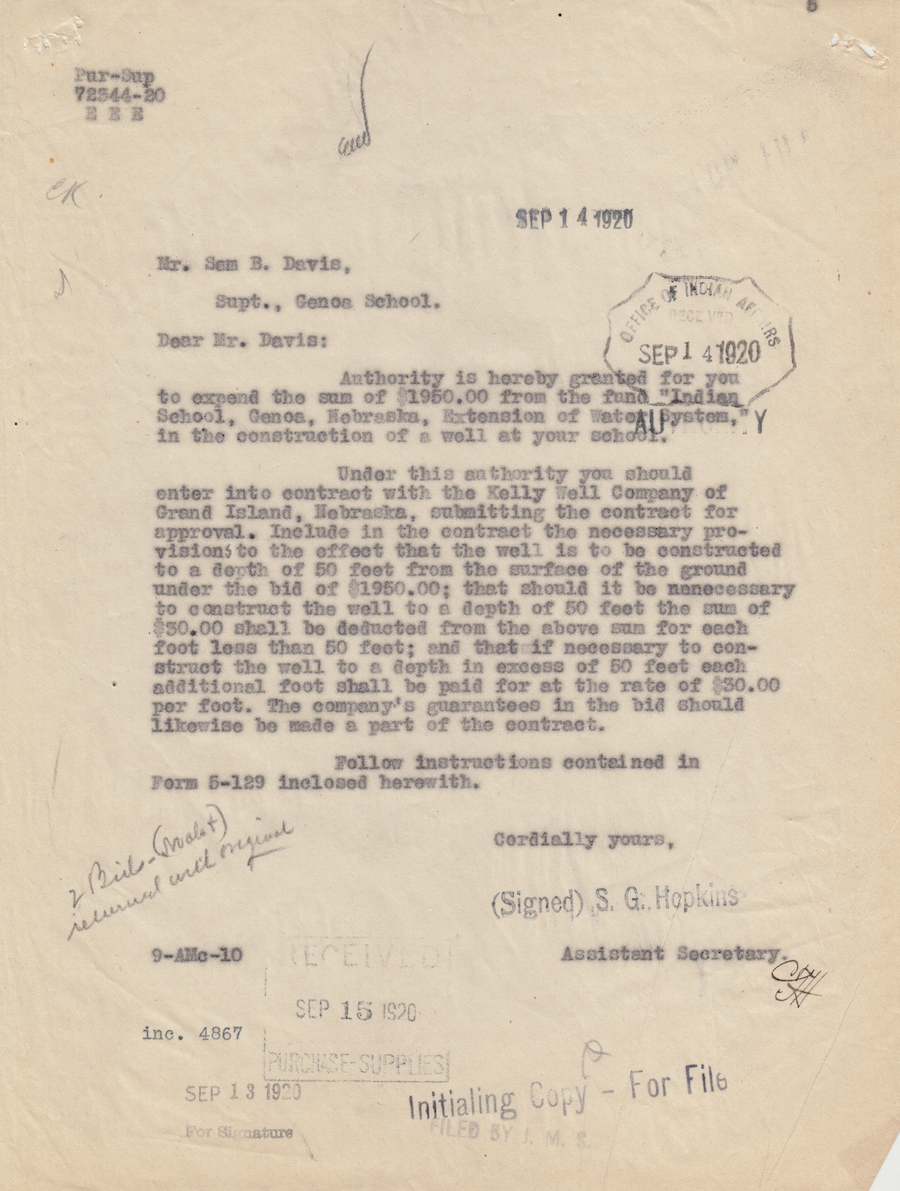 5
Pur-Sup
72344-20
E E E
CK
SEP 14 1920
Mr. Sam B. Davis,
Supt., Genoa School.
OFFICE OF INDIAN AFFAIRS
RECEIVED
SEP 14 1920
Dear Mr. Davis:
Authority is hereby granted for you
to expend the sum of $1950.00 from the fund "Indian
School, Genoa, Nebraska, Extension of Water System,"
in the construction of a well at your school.
Under this authority you should
enter into contract with the Kelly Well Company of
Grand Island, Nebraska, submitting the contract for
approval. Include in the contract the necessary pro-
visions to the effect that the well is to be constructed
to a depth of 50 feet from the surface of the ground
under the bid of $1950.00; that should it be nenecessary
to construct the well to a depth of 50 feet the sum of
$30.00 shall be deducted from the above sum for each
foot less than 50 feet; and that if necessary to con-
struct the well to a depth in excess of 50 feet each
additional foot shall be paid for at the rate of $30.00
per foot. The company's guarantees in the bid should
likewise be made a part of the contract.
Follow instructions contained in
Form 5-129 inclosed herewith.
2 Bids
returned with original
Cordially yours,
(Signed) S. G. Hopkins
9-AMc-10
Assistant Secretary.
RECEIVED
SEP 15 1920
PURCHASE-SUPPLIES
inc. 4867
SEP 13 1920
For Signature
Initialing Copy - For File
FILED BY J. M. S.